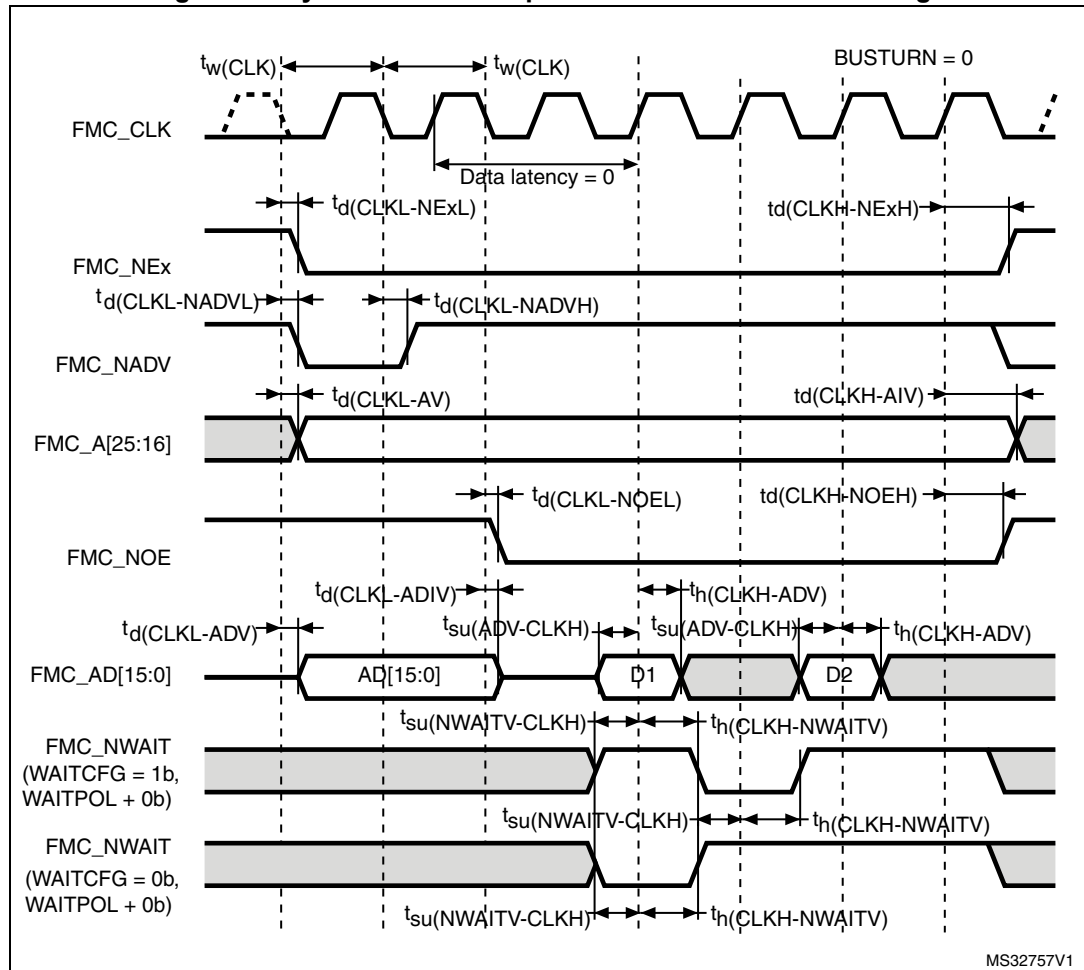 BUSTURN = 0
tw(CLK) tw(CLK)
FMC_CLK
Data latency = 0
td(CLKL-NExL) td(CLKH-NExH)
FMC_NEx
td(CLKL-NADVL) td(CLKL-NADVH)
FMC_NADV
td(CLKL-AV) td(CLKH-AIV)
FMC_A[25:16]
td(CLKL-NOEL) td(CLKH-NOEH)
FMC_NOE
td(CLKL-ADIV) th(CLKH-ADV)
td(CLKL-ADV) tsu(ADV-CLKH) tsu(ADV-CLKH) th(CLKH-ADV)
FMC_AD[15:0] AD[15:0] D1 D2
tsu(NWAITV-CLKH) th(CLKH-NWAITV)
FMC_NWAIT
(WAITCFG = 1b,
WAITPOL + 0b)
tsu(NWAITV-CLKH) th(CLKH-NWAITV)
FMC_NWAIT
(WAITCFG = 0b,
WAITPOL + 0b)
tsu(NWAITV-CLKH) th(CLKH-NWAITV)
MS32757V1